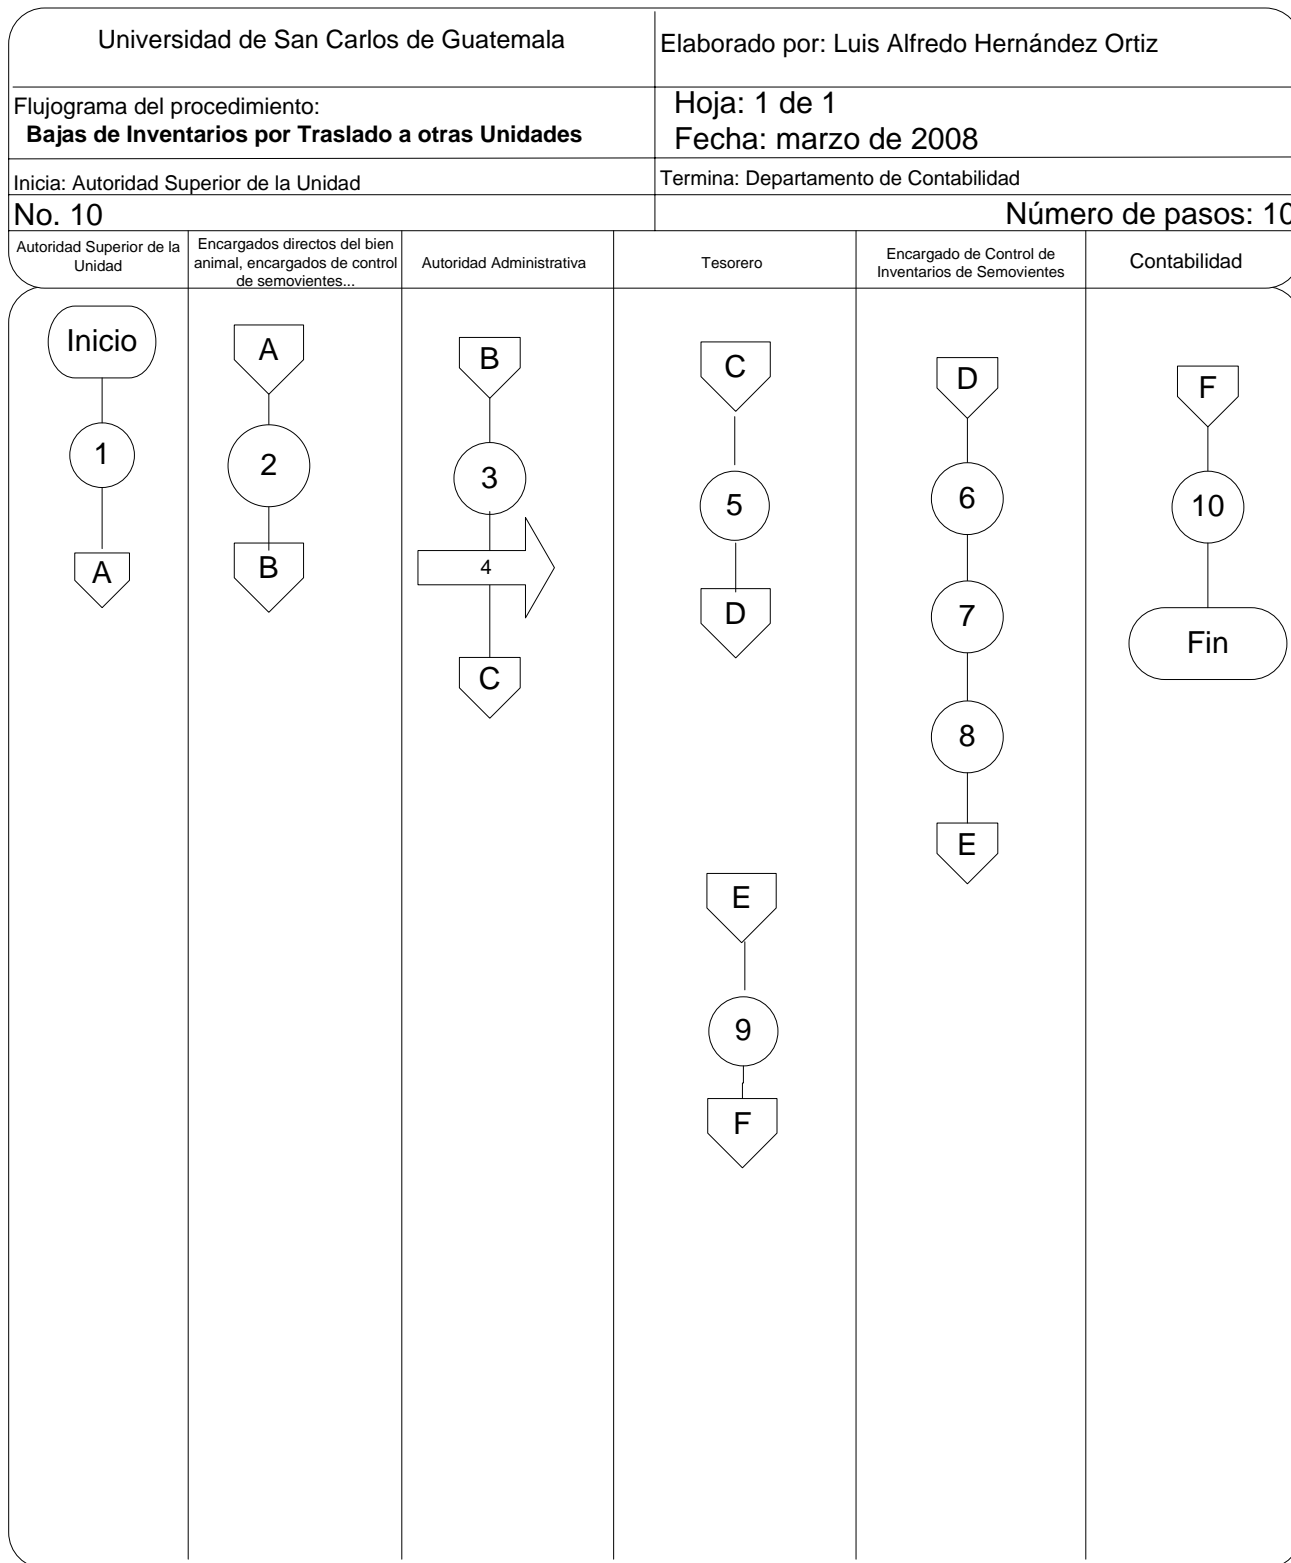 Universidad de San Carlos de Guatemala
Elaborado por: Luis Alfredo Hernández Ortiz
Flujograma del procedimiento:
Bajas de Inventarios por Traslado a otras Unidades
Hoja: 1 de 1
Fecha: marzo de 2008
Inicia: Autoridad Superior de la Unidad
Termina: Departamento de Contabilidad
No. 10
Número de pasos: 10
Autoridad Superior de la
Unidad
Encargados directos del bien
animal, encargados de control
de semovientes...
Autoridad Administrativa
Tesorero
Encargado de Control de
Inventarios de Semovientes
Contabilidad
Inicio
1
A
A
2
B
B
3
4
C
C
5
D
E
9
F
D
6
7
8
E
F
10
Fin